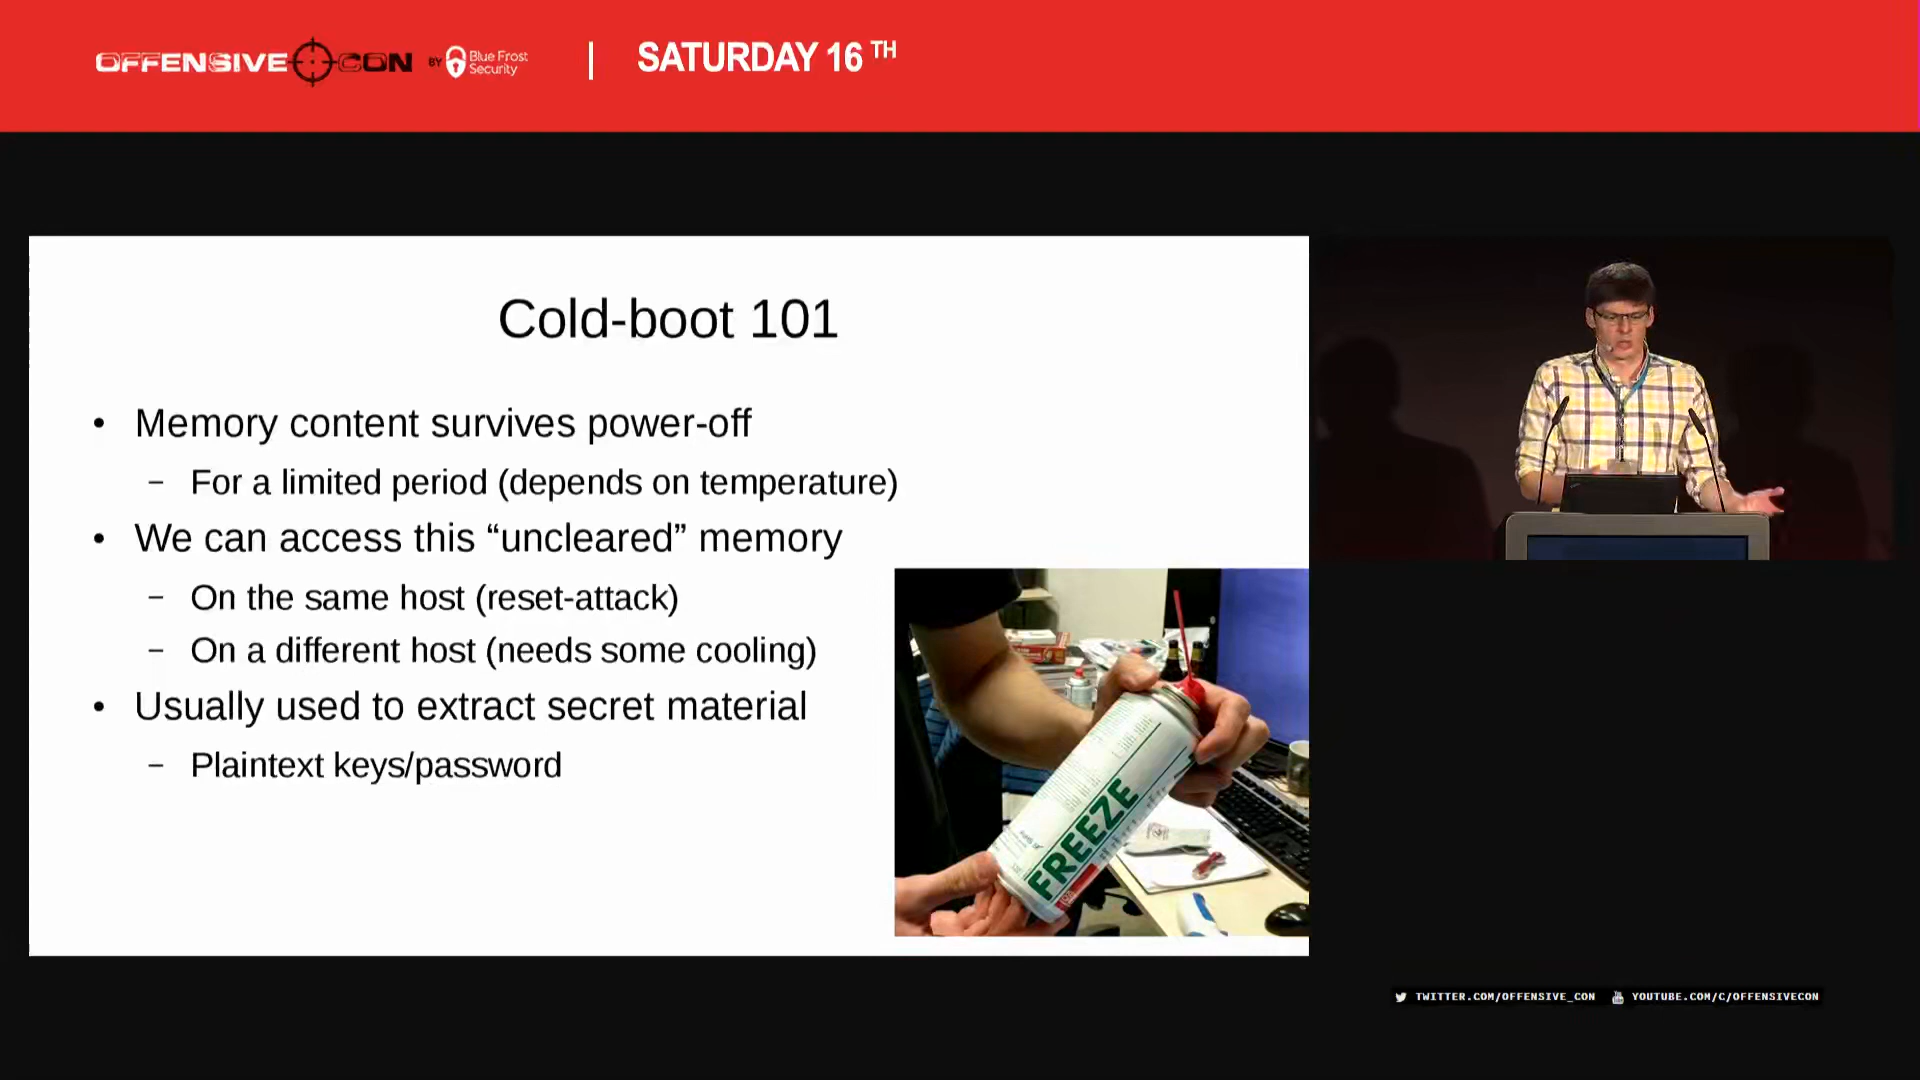 OFFENSIVE CON BY Blue Frost Security | SATURDAY 16 TH
Cold-boot 101
• Memory content survives power-off
– For a limited period (depends on temperature)
• We can access this “uncleared” memory
– On the same host (reset-attack)
– On a different host (needs some cooling)
• Usually used to extract secret material
– Plaintext keys/password
FREEZE
TWITTER.COM/OFFENSIVE_CON YOUTUBE.COM/C/OFFENSIVECON